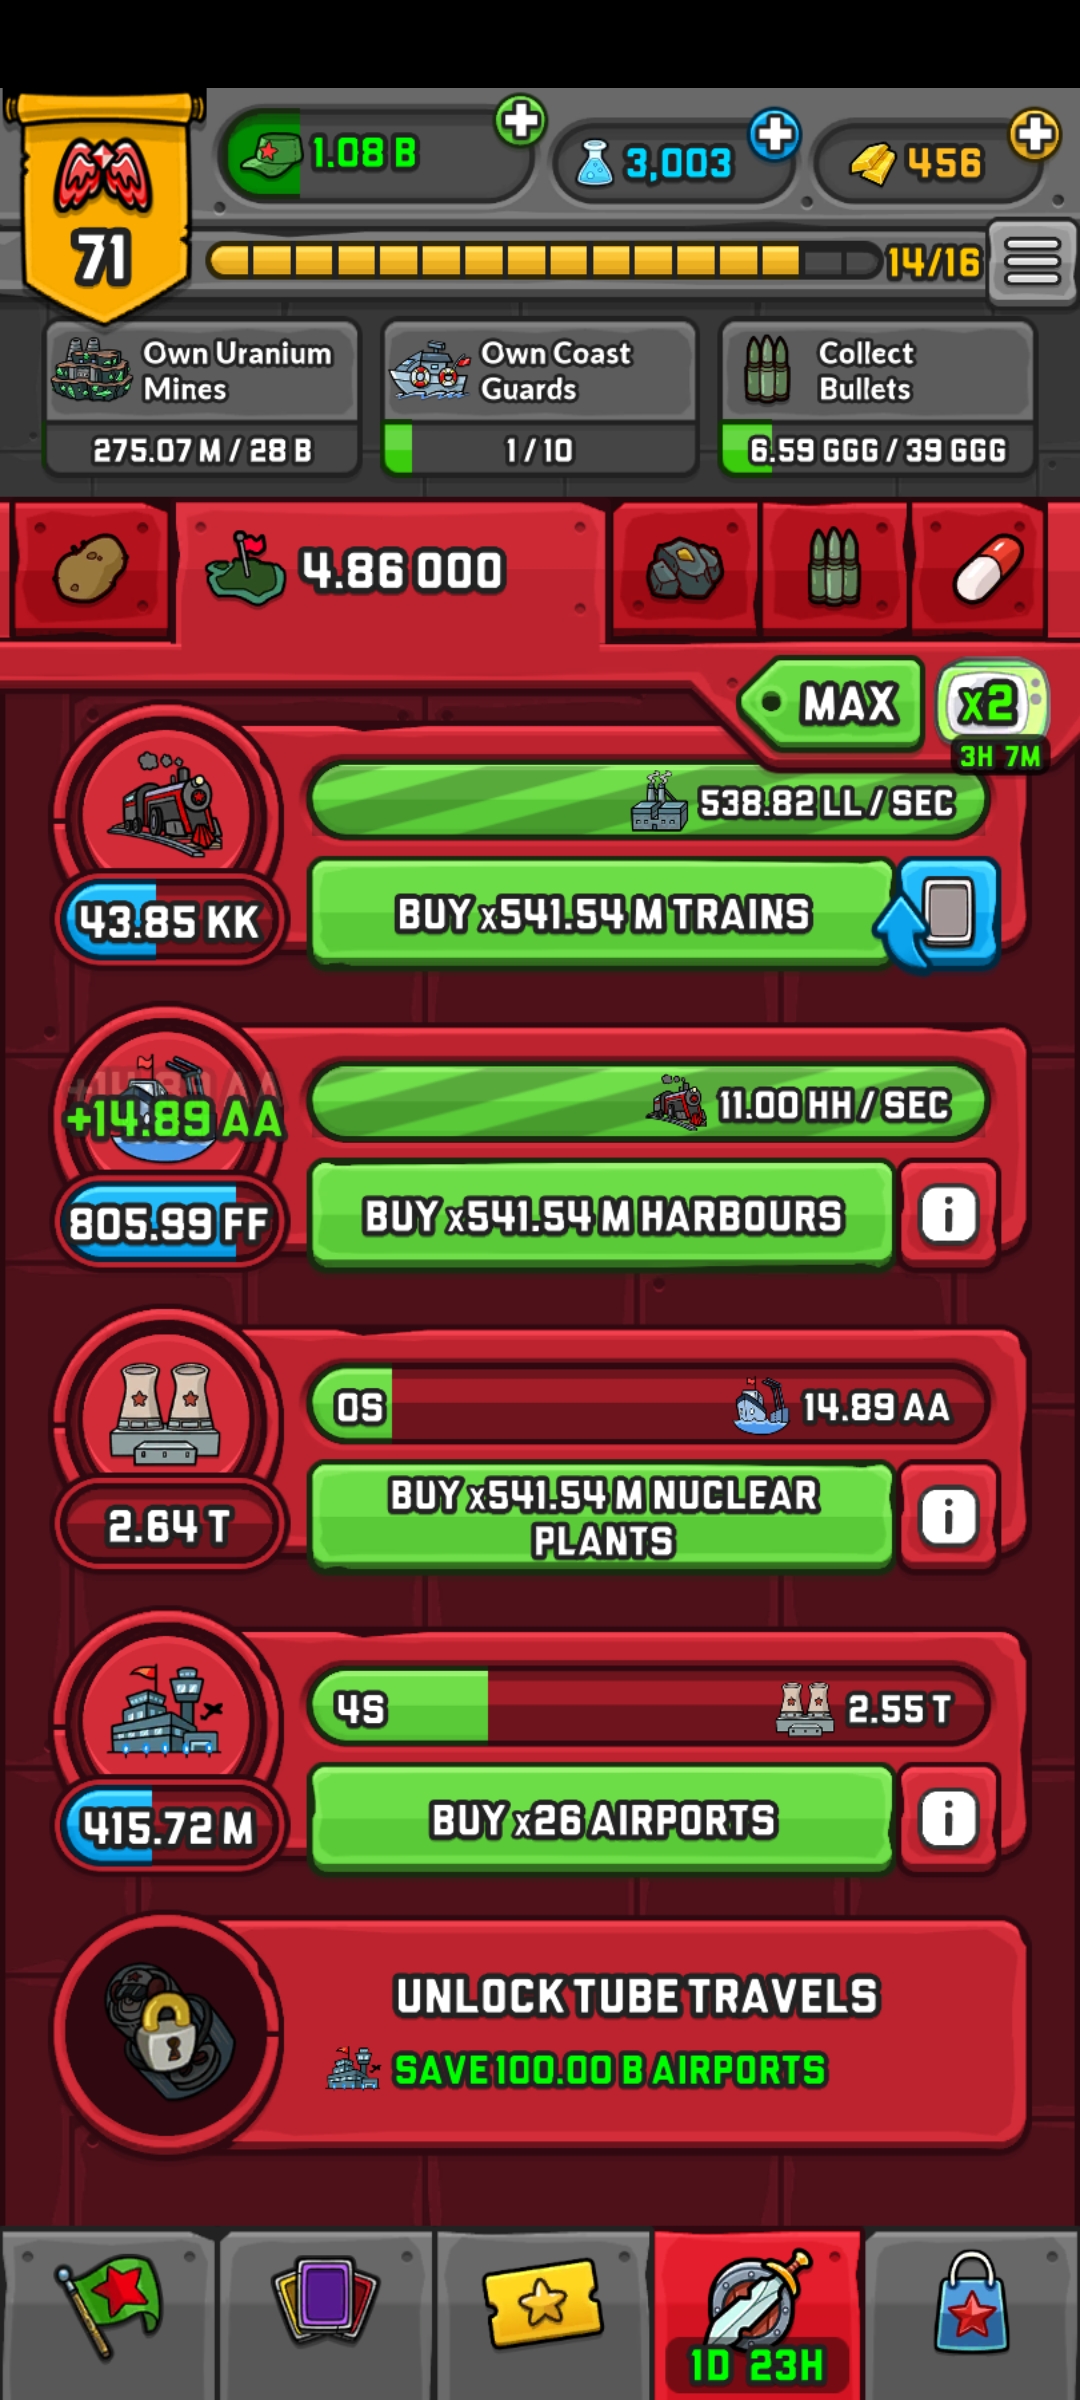 1.08 B
3,003
456
71
14/16
Own Uranium
Mines
275.07 M / 28 B
Own Coast
Guards
1 / 10
Collect
Bullets
6.59 GGG / 39 GGG
4.86 000
MAX
x2
3H 7M
538.82 LL / SEC
43.85 KK
BUY x541.54 M TRAINS
+14.89 AA
11.00 HH / SEC
805.99 FF
BUY x541.54 M HARBOURS
i
0S
14.89 AA
2.64 T
BUY x541.54 M NUCLEAR
PLANTS
i
4S
2.55 T
415.72 M
BUY x26 AIRPORTS
i
UNLOCK TUBE TRAVELS
SAVE 100.00 B AIRPORTS
1D 23H